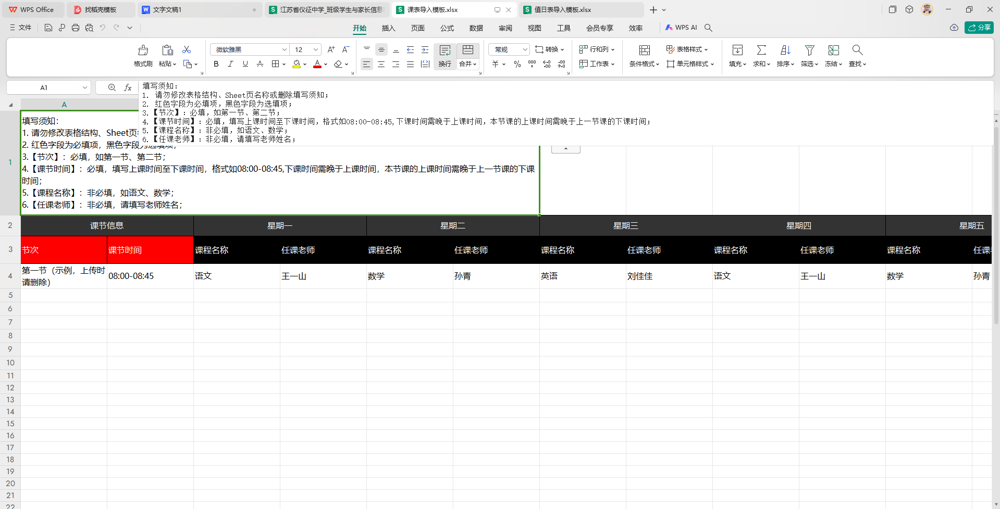 WPS Office
找稻壳模板
文字文稿1
江苏省仪征中学_班级学生与家长信息
课表导入模板.xlsx
值日表导入模板.xlsx
文件
开始
插入
页面
公式
数据
审阅
视图
工具
会员专享
效率
WPS AI
分享
格式刷
粘贴
微软雅黑
12
换行
合并
常规
转换
行和列
工作表
条件格式
表格样式
单元格样式
填充
求和
排序
筛选
冻结
查找
A1
fx
填写须知：
1. 请勿修改表格结构、Sheet页名称或删除填写须知；
2. 红色字段为必填项，黑色字段为选填项；
3.【节次】：必填，如第一节、第二节；
4.【课节时间】：必填，填写上课时间至下课时间，格式如08:00-08:45,下课时间需晚于上课时间，本节课的上课时间需晚于上一节课的下课时间；
5.【课程名称】：非必填，如语文、数学；
6.【任课老师】：非必填，请填写老师姓名；
A
1
填写须知：
1. 请勿修改表格结构、Sheet页
2. 红色字段为必填项，黑色字段为选填项；
3.【节次】：必填，如第一节、第二节；
4.【课节时间】：必填，填写上课时间至下课时间，格式如08:00-08:45,下课时间需晚于上课时间，本节课的上课时间需晚于上一节课的下课
时间；
5.【课程名称】：非必填，如语文、数学；
6.【任课老师】：非必填，请填写老师姓名；
2 课节信息 星期一 星期二 星期三 星期四 星期五
3 节次 课节时间 课程名称 任课老师 课程名称 任课老师 课程名称 任课老师 课程名称 任课老师 课程名称 任课
4 第一节（示例，上传时
请删除） 08:00-08:45 语文 王一山 数学 孙青 英语 刘佳佳 语文 王一山 数学 孙青
5
6
7
8
9
10
11
12
13
14
15
16
17
18
19
20
21
22